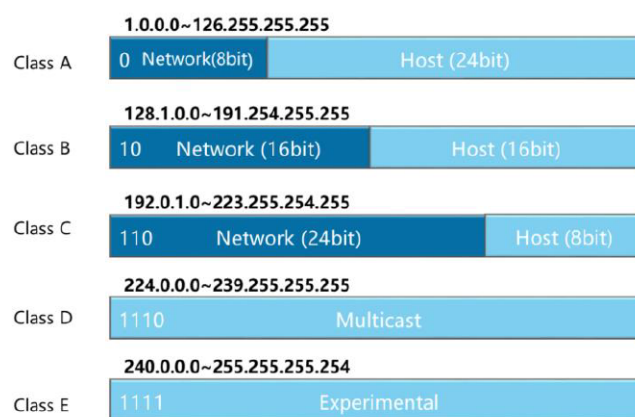 1.0.0.0~126.255.255.255
Class A 0 Network(8bit) Host (24bit)
128.1.0.0~191.254.255.255
Class B 10 Network (16bit) Host (16bit)
192.0.1.0~223.255.254.255
Class C 110 Network (24bit) Host (8bit)
224.0.0.0~239.255.255.255
Class D 1110 Multicast
240.0.0.0~255.255.255.254
Class E 1111 Experimental